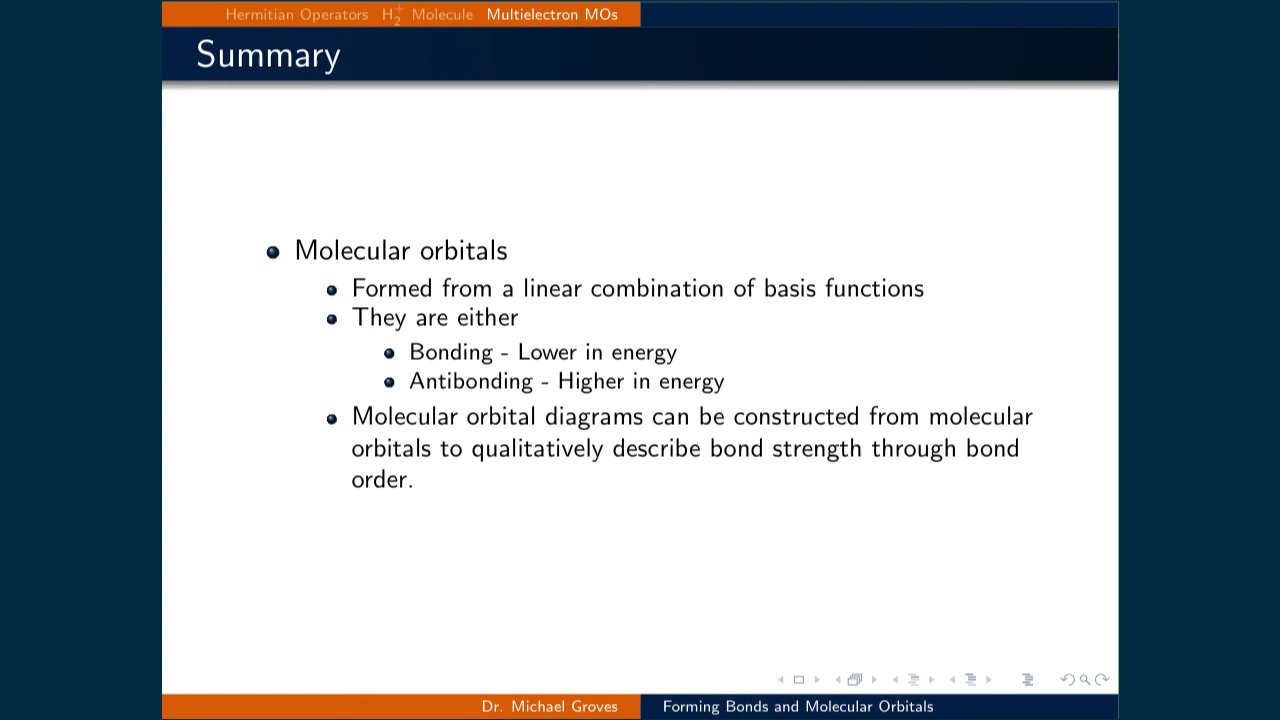 Hermitian Operators H₂⁺ Molecule Multielectron MOs
Summary
Molecular orbitals
Formed from a linear combination of basis functions
They are either
Bonding - Lower in energy
Antibonding - Higher in energy
Molecular orbital diagrams can be constructed from molecular
orbitals to qualitatively describe bond strength through bond
order.
Dr. Michael Groves Forming Bonds and Molecular Orbitals